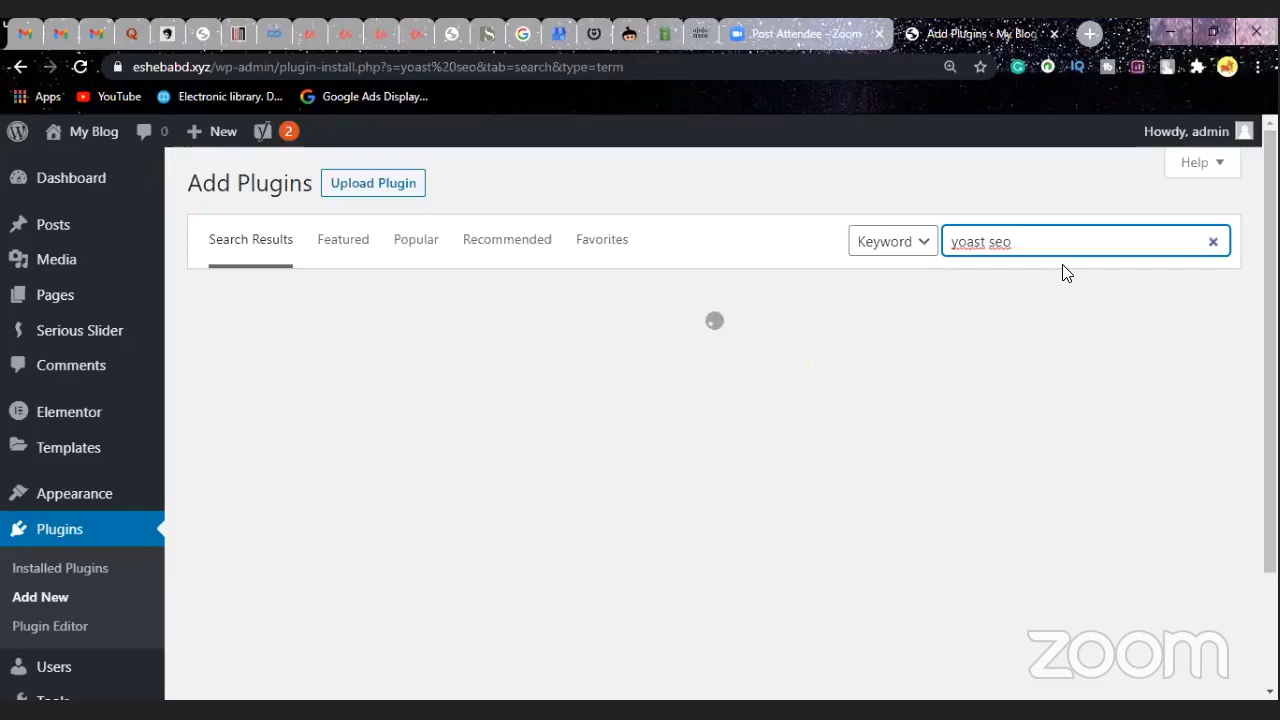 Post Attendee - Zoom
Add Plugins ‹ My Blog
eshebabd.xyz/wp-admin/plugin-install.php?s=yoast%20seo&tab=search&type=term
Apps YouTube Electronic library. D... Google Ads Display...
My Blog 0 New 2 Howdy, admin
Help
Add Plugins Upload Plugin
Search Results Featured Popular Recommended Favorites Keyword yoast seo
Dashboard
Posts
Media
Pages
Serious Slider
Comments
Elementor
Templates
Appearance
Plugins
Installed Plugins
Add New
Plugin Editor
Users
Tools
zoom